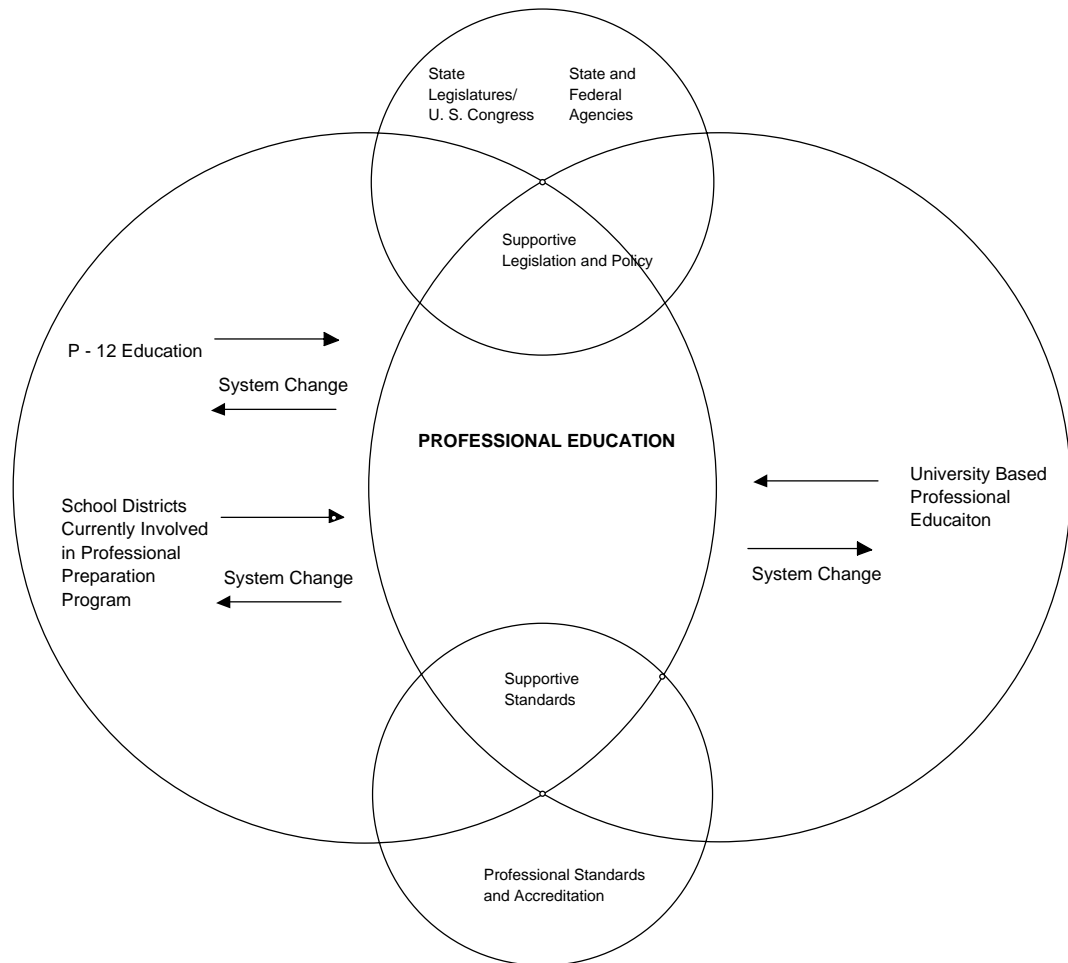 State
Legislatures/
U. S. Congress
State and
Federal
Agencies
Supportive
Legislation and Policy
P - 12 Education
System Change
PROFESSIONAL EDUCATION
School Districts
Currently Involved
in Professional
Preparation
Program
System Change
University Based
Professional
Educaiton
System Change
Supportive
Standards
Professional Standards
and Accreditation